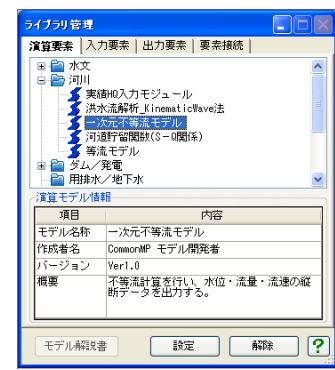 ライブラリ管理
演算要素 入力要素 出力要素 要素接続
水文
河川
実績HQ入力モジュール
洪水流解析_KinematicWave法
一次元不等流モデル
河道貯留関数(S-Q関係)
等流モデル
ダム/発電
用排水/地下水
演算モデル情報
項目 内容
モデル名称 一次元不等流モデル
作成者名 CommonMP モデル開発者
バージョン Ver1.0
概要 不等流計算を行い、水位・流量・流速の縦
断データを出力する。
モデル解説書 設定 解除 ?